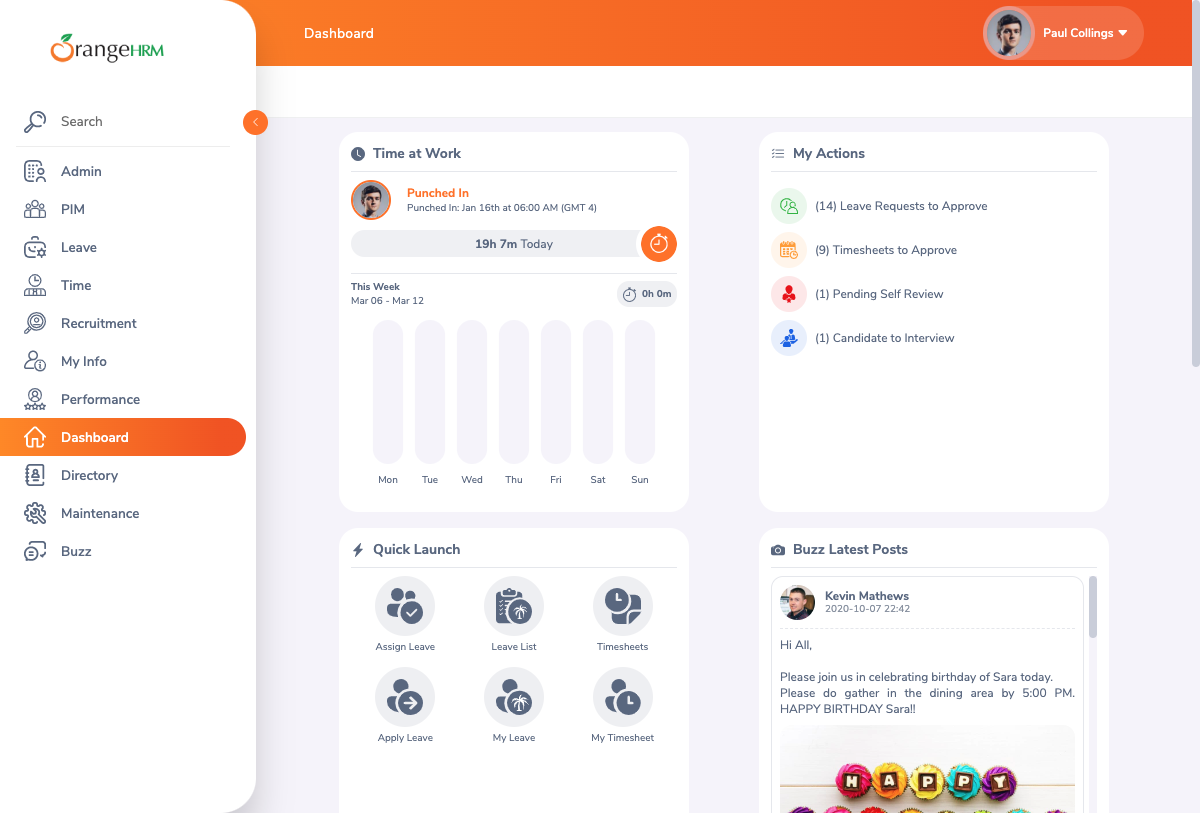 OrangeHRM
Dashboard
Paul Collings
Search
Admin
PIM
Leave
Time
Recruitment
My Info
Performance
Dashboard
Directory
Maintenance
Buzz
Time at Work
Punched In
Punched In: Jan 16th at 06:00 AM (GMT 4)
19h 7m Today
This Week
Mar 06 - Mar 12
0h 0m
Mon Tue Wed Thu Fri Sat Sun
My Actions
(14) Leave Requests to Approve
(9) Timesheets to Approve
(1) Pending Self Review
(1) Candidate to Interview
Quick Launch
Assign Leave
Leave List
Timesheets
Apply Leave
My Leave
My Timesheet
Buzz Latest Posts
Kevin Mathews
2020-10-07 22:42
Hi All,
Please join us in celebrating birthday of Sara today.
Please do gather in the dining area by 5:00 PM.
HAPPY BIRTHDAY Sara!!
HAPPY